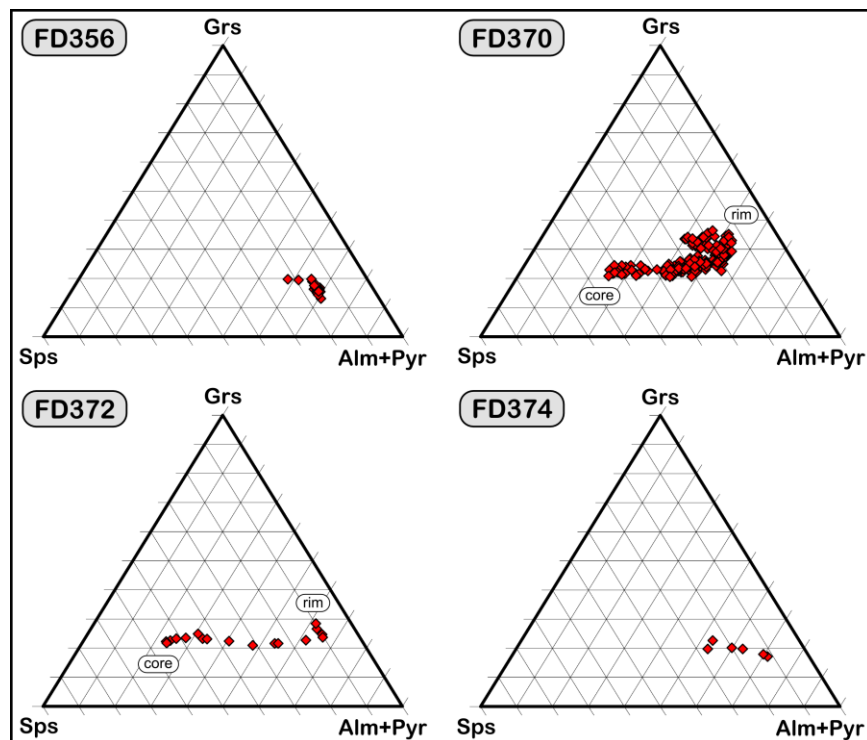 FD356
Grs
Sps
Alm+Pyr
FD370
Grs
rim
core
Sps
Alm+Pyr
FD372
Grs
rim
core
Sps
Alm+Pyr
FD374
Grs
Sps
Alm+Pyr